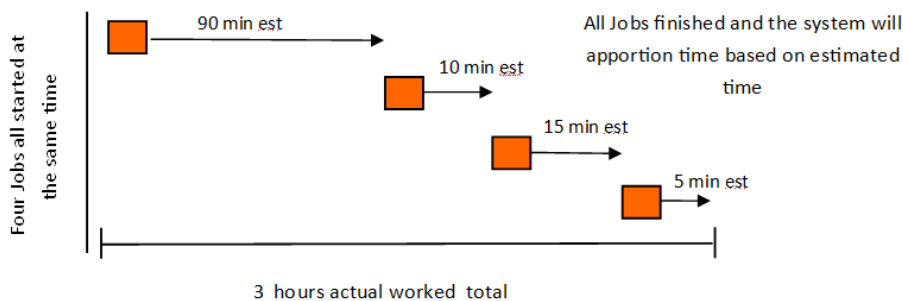 90 min est
All Jobs finished and the system will
apportion time based on estimated
time
10 min est
Four Jobs all started at
the same time
15 min est
5 min est
3 hours actual worked total